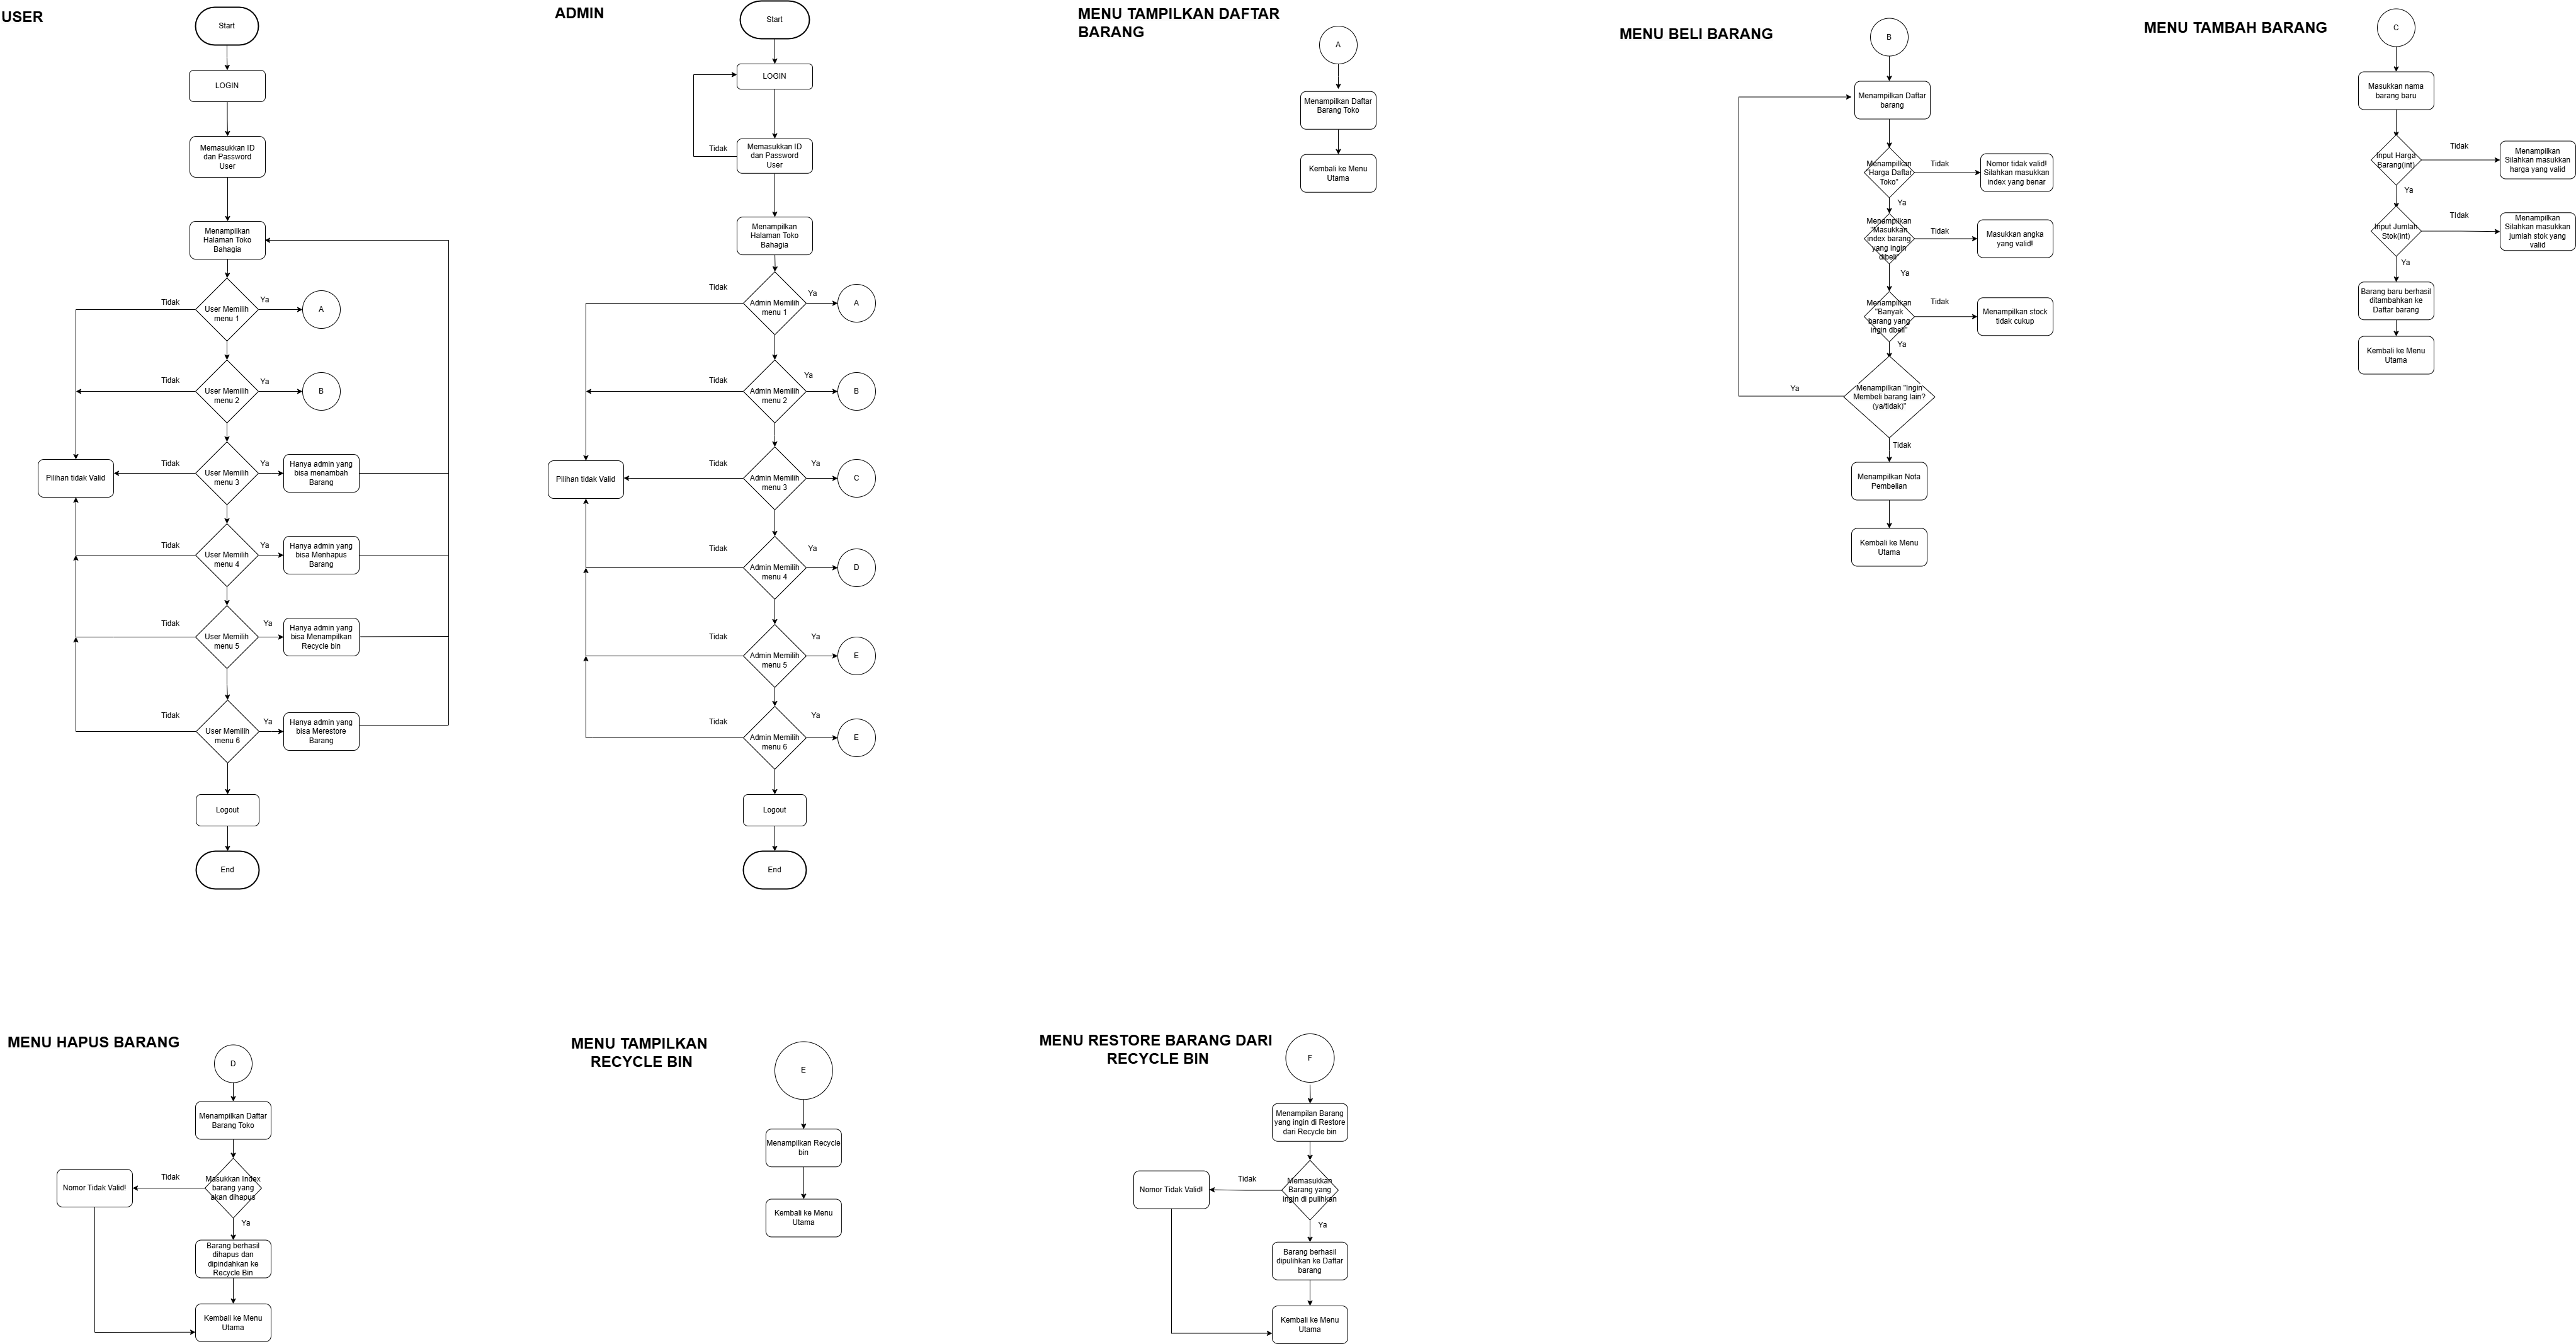 USER
Start
LOGIN
Memasukkan ID
dan Password
User
Menampilkan
Halaman Toko
Bahagia
User Memilih
menu 1
Tidak
Ya
A
User Memilih
menu 2
Tidak
Ya
B
User Memilih
menu 3
Tidak
Ya
Pilihan tidak Valid
Hanya admin yang
bisa menambah
Barang
User Memilih
menu 4
Tidak
Ya
Hanya admin yang
bisa Menhapus
Barang
User Memilih
menu 5
Tidak
Ya
Hanya admin yang
bisa Menampilkan
Recycle bin
User Memilih
menu 6
Tidak
Ya
Hanya admin yang
bisa Merestore
Barang
Logout
End
ADMIN
Start
LOGIN
Tidak
Memasukkan ID
dan Password
User
Menampilkan
Halaman Toko
Bahagia
Admin Memilih
menu 1
Tidak
Ya
A
Admin Memilih
menu 2
Tidak
Ya
B
Admin Memilih
menu 3
Tidak
Ya
C
Pilihan tidak Valid
Admin Memilih
menu 4
Tidak
Ya
D
Admin Memilih
menu 5
Tidak
Ya
E
Admin Memilih
menu 6
Tidak
Ya
E
Logout
End
MENU TAMPILKAN DAFTAR
BARANG
A
Menampilkan Daftar
Barang Toko
Kembali ke Menu
Utama
MENU BELI BARANG
B
Menampilkan Daftar
barang
Menampilkan
"Harga Daftar
Toko"
Tidak
Nomor tidak valid!
Silahkan masukkan
index yang benar
Ya
Menampilkan
"Masukkan
index barang
yang ingin
dibeli"
Tidak
Masukkan angka
yang valid!
Ya
Menampilkan
"Banyak
barang yang
ingin dbeli"
Tidak
Menampilkan stock
tidak cukup
Ya
Menampilkan "Ingin
Membeli barang lain?
(ya/tidak)"
Ya
Tidak
Menampilkan Nota
Pembelian
Kembali ke Menu
Utama
MENU TAMBAH BARANG
C
Masukkan nama
barang baru
Input Harga
Barang(int)
Tidak
Menampilkan
Silahkan masukkan
harga yang valid
Ya
Input Jumlah
Stok(int)
TIdak
Menampilkan
Silahkan masukkan
jumlah stok yang
valid
Ya
Barang baru berhasil
ditambahkan ke
Daftar barang
Kembali ke Menu
Utama
MENU HAPUS BARANG
D
Menampilkan Daftar
Barang Toko
Masukkan Index
barang yang
akan dihapus
Tidak
Nomor Tidak Valid!
Ya
Barang berhasil
dihapus dan
dipindahkan ke
Recycle Bin
Kembali ke Menu
Utama
MENU TAMPILKAN
RECYCLE BIN
E
Menampilkan Recycle
bin
Kembali ke Menu
Utama
MENU RESTORE BARANG DARI
RECYCLE BIN
F
Menampilan Barang
yang ingin di Restore
dari Recycle bin
Memasukkan
Barang yang
ingin di pulihkan
Tidak
Nomor Tidak Valid!
Ya
Barang berhasil
dipulihkan ke Daftar
barang
Kembali ke Menu
Utama